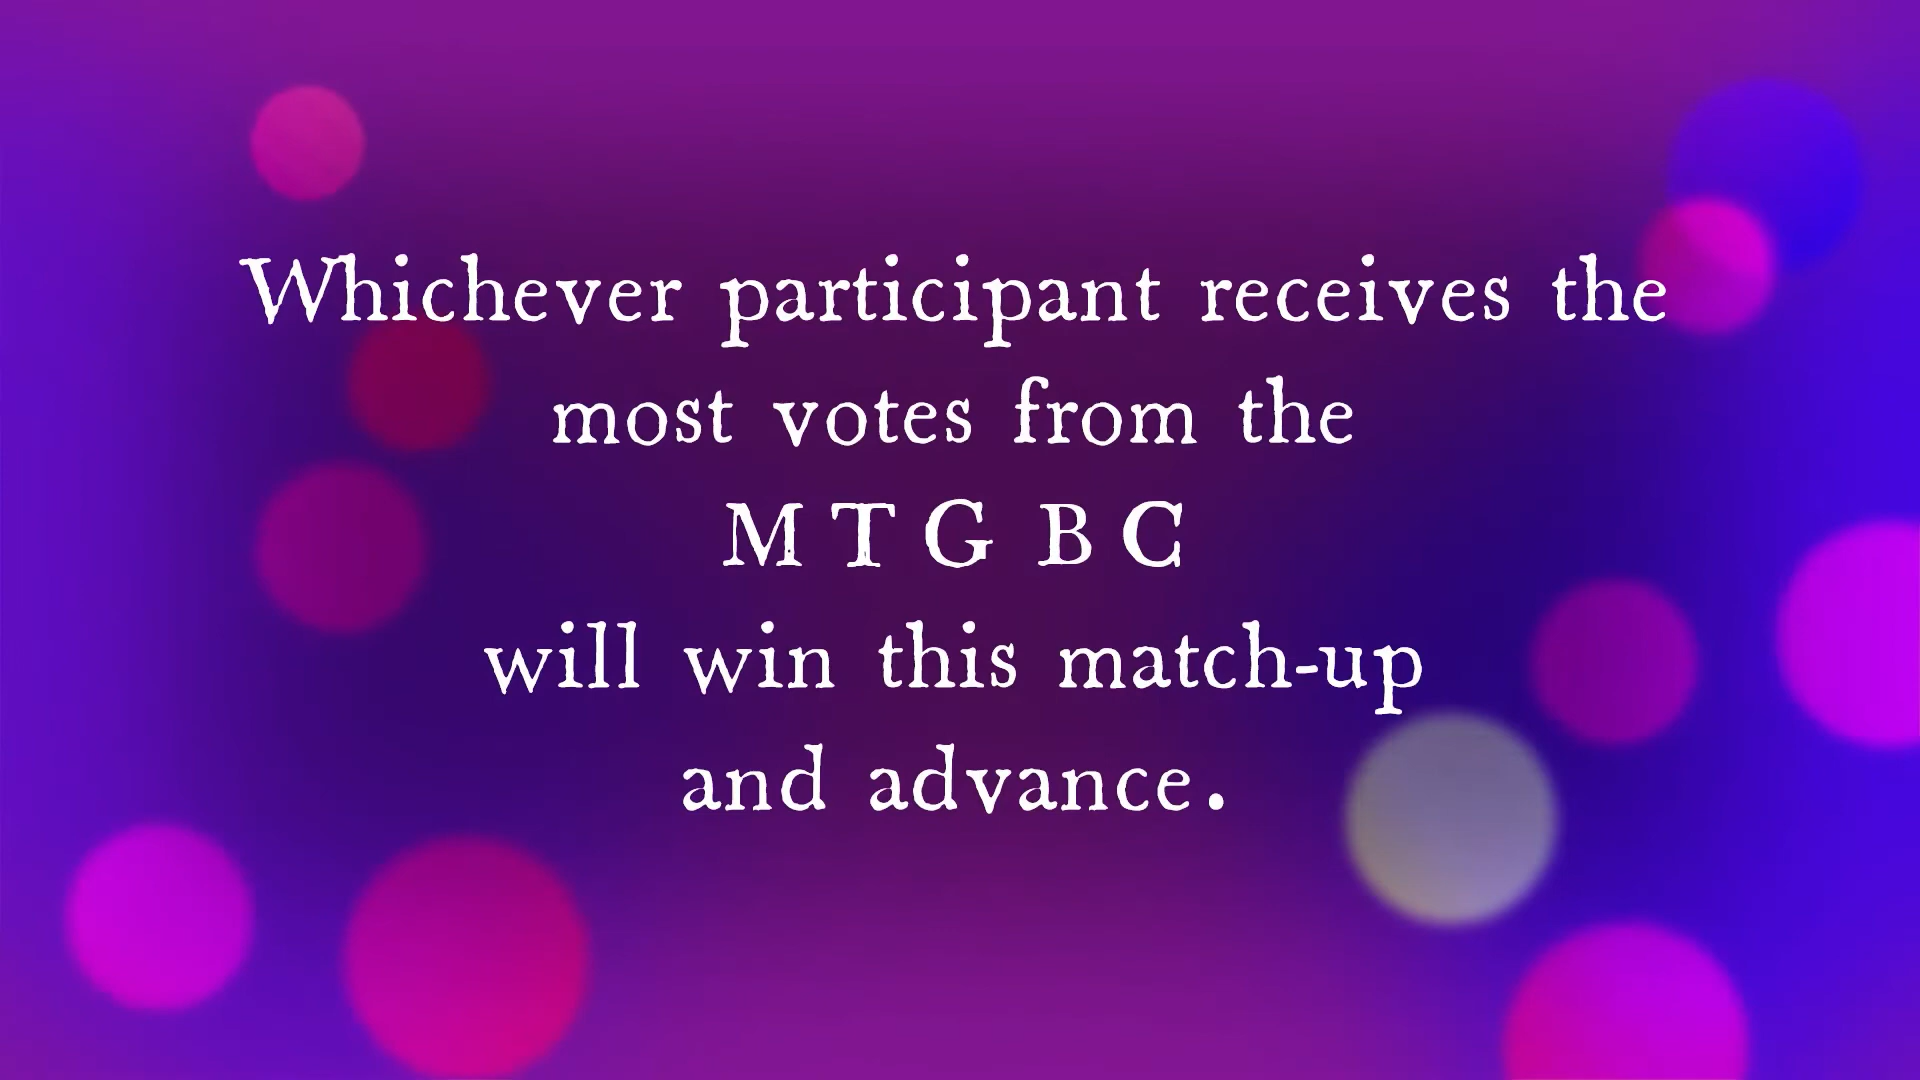 Whichever participant receives the
most votes from the
M T G B C
will win this match-up
and advance.